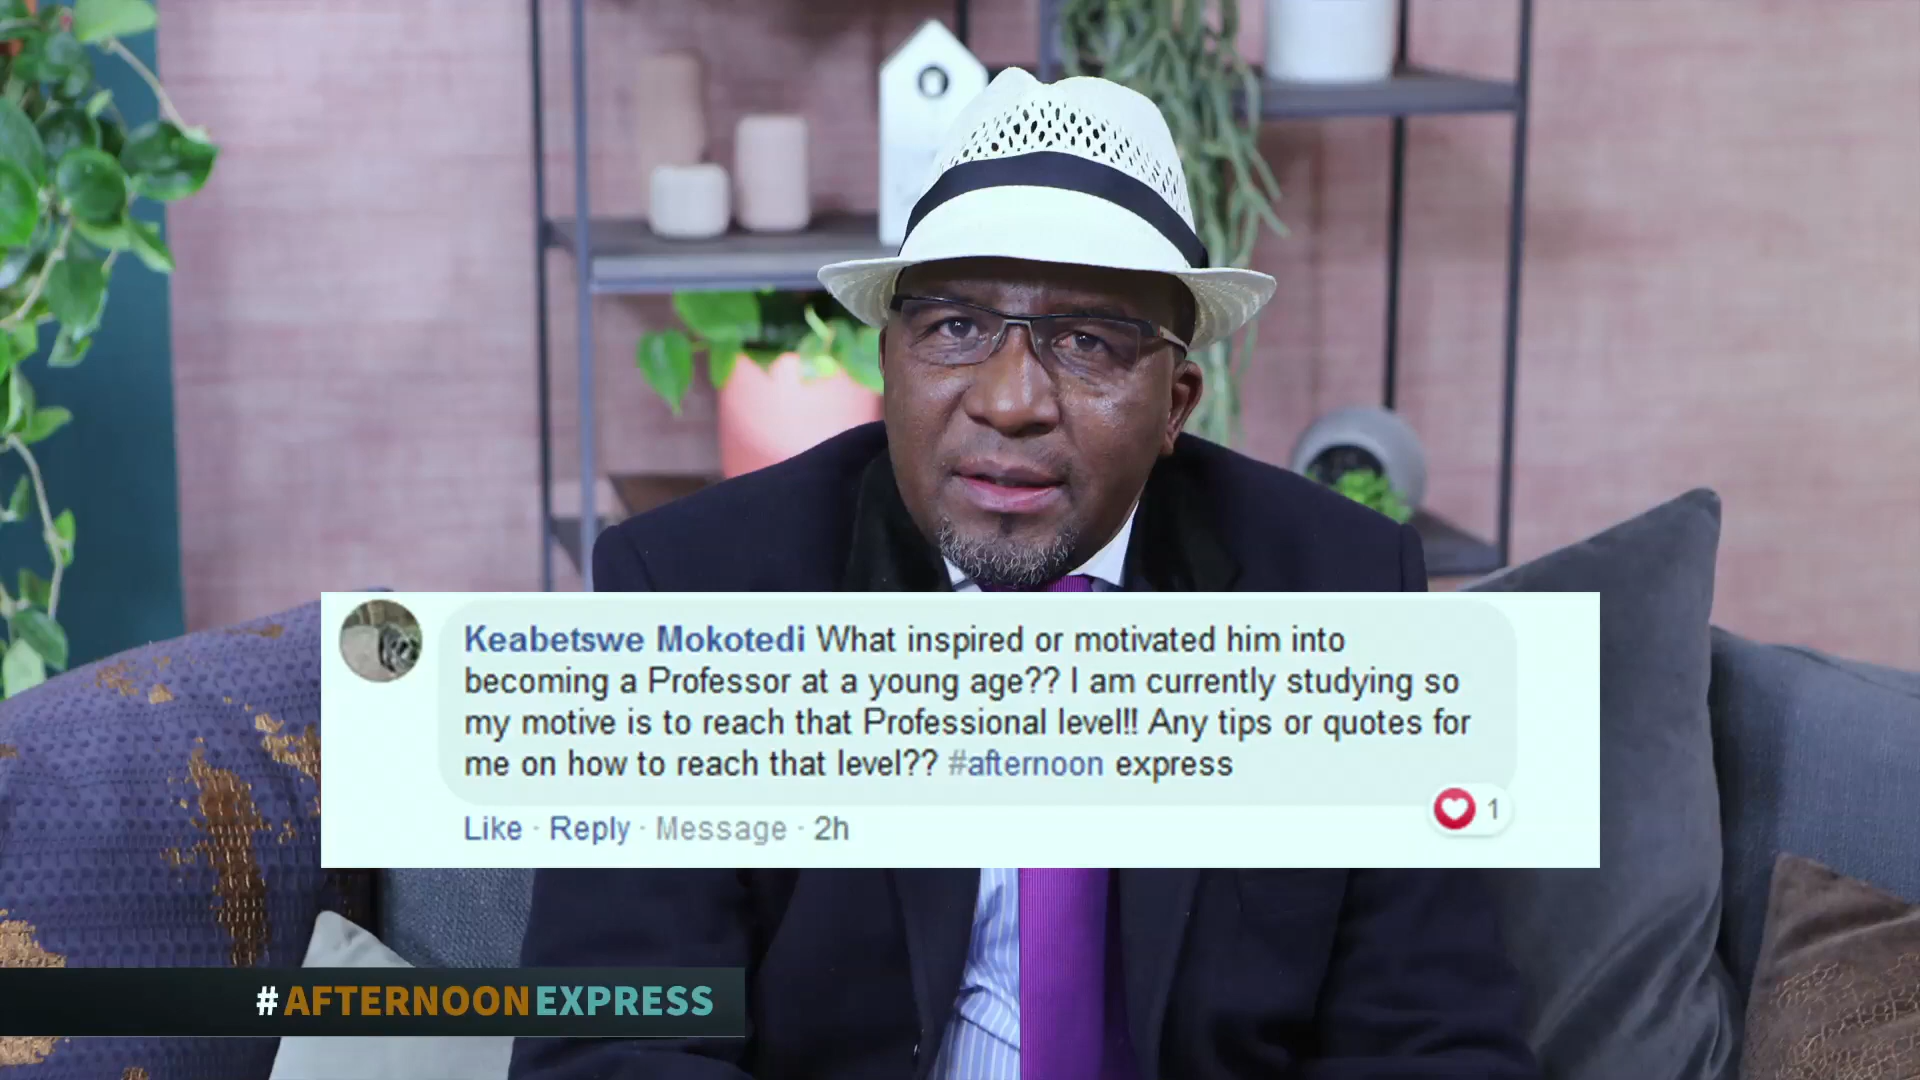 Keabetswe Mokotedi What inspired or motivated him into
becoming a Professor at a young age?? I am currently studying so
my motive is to reach that Professional level!! Any tips or quotes for
me on how to reach that level?? #afternoon express
1
Like · Reply · Message · 2h
#AFTERNOONEXPRESS